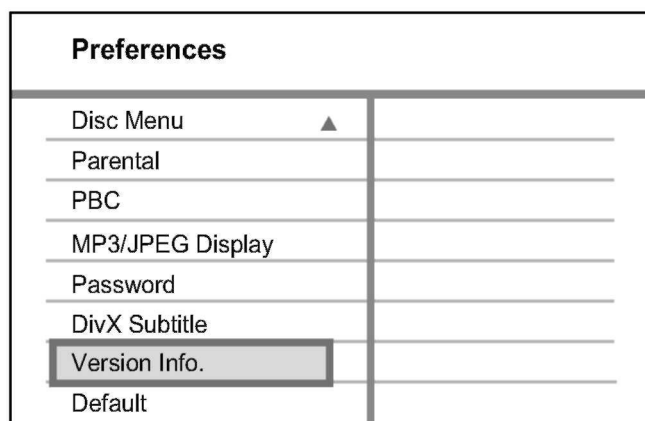 Preferences
Disc Menu
Parental
PBC
MP3/JPEG Display
Password
DivX Subtitle
Version Info.
Default